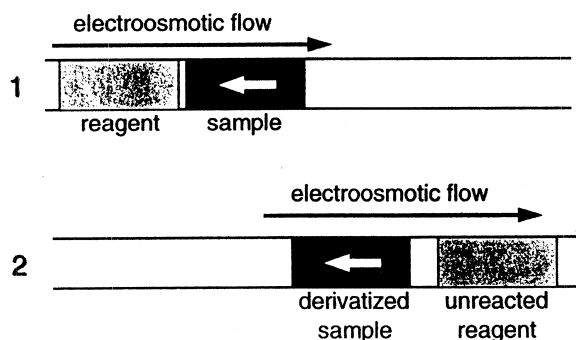 electroosmotic flow
1
reagent sample
electroosmotic flow
2
derivatized unreacted
sample reagent